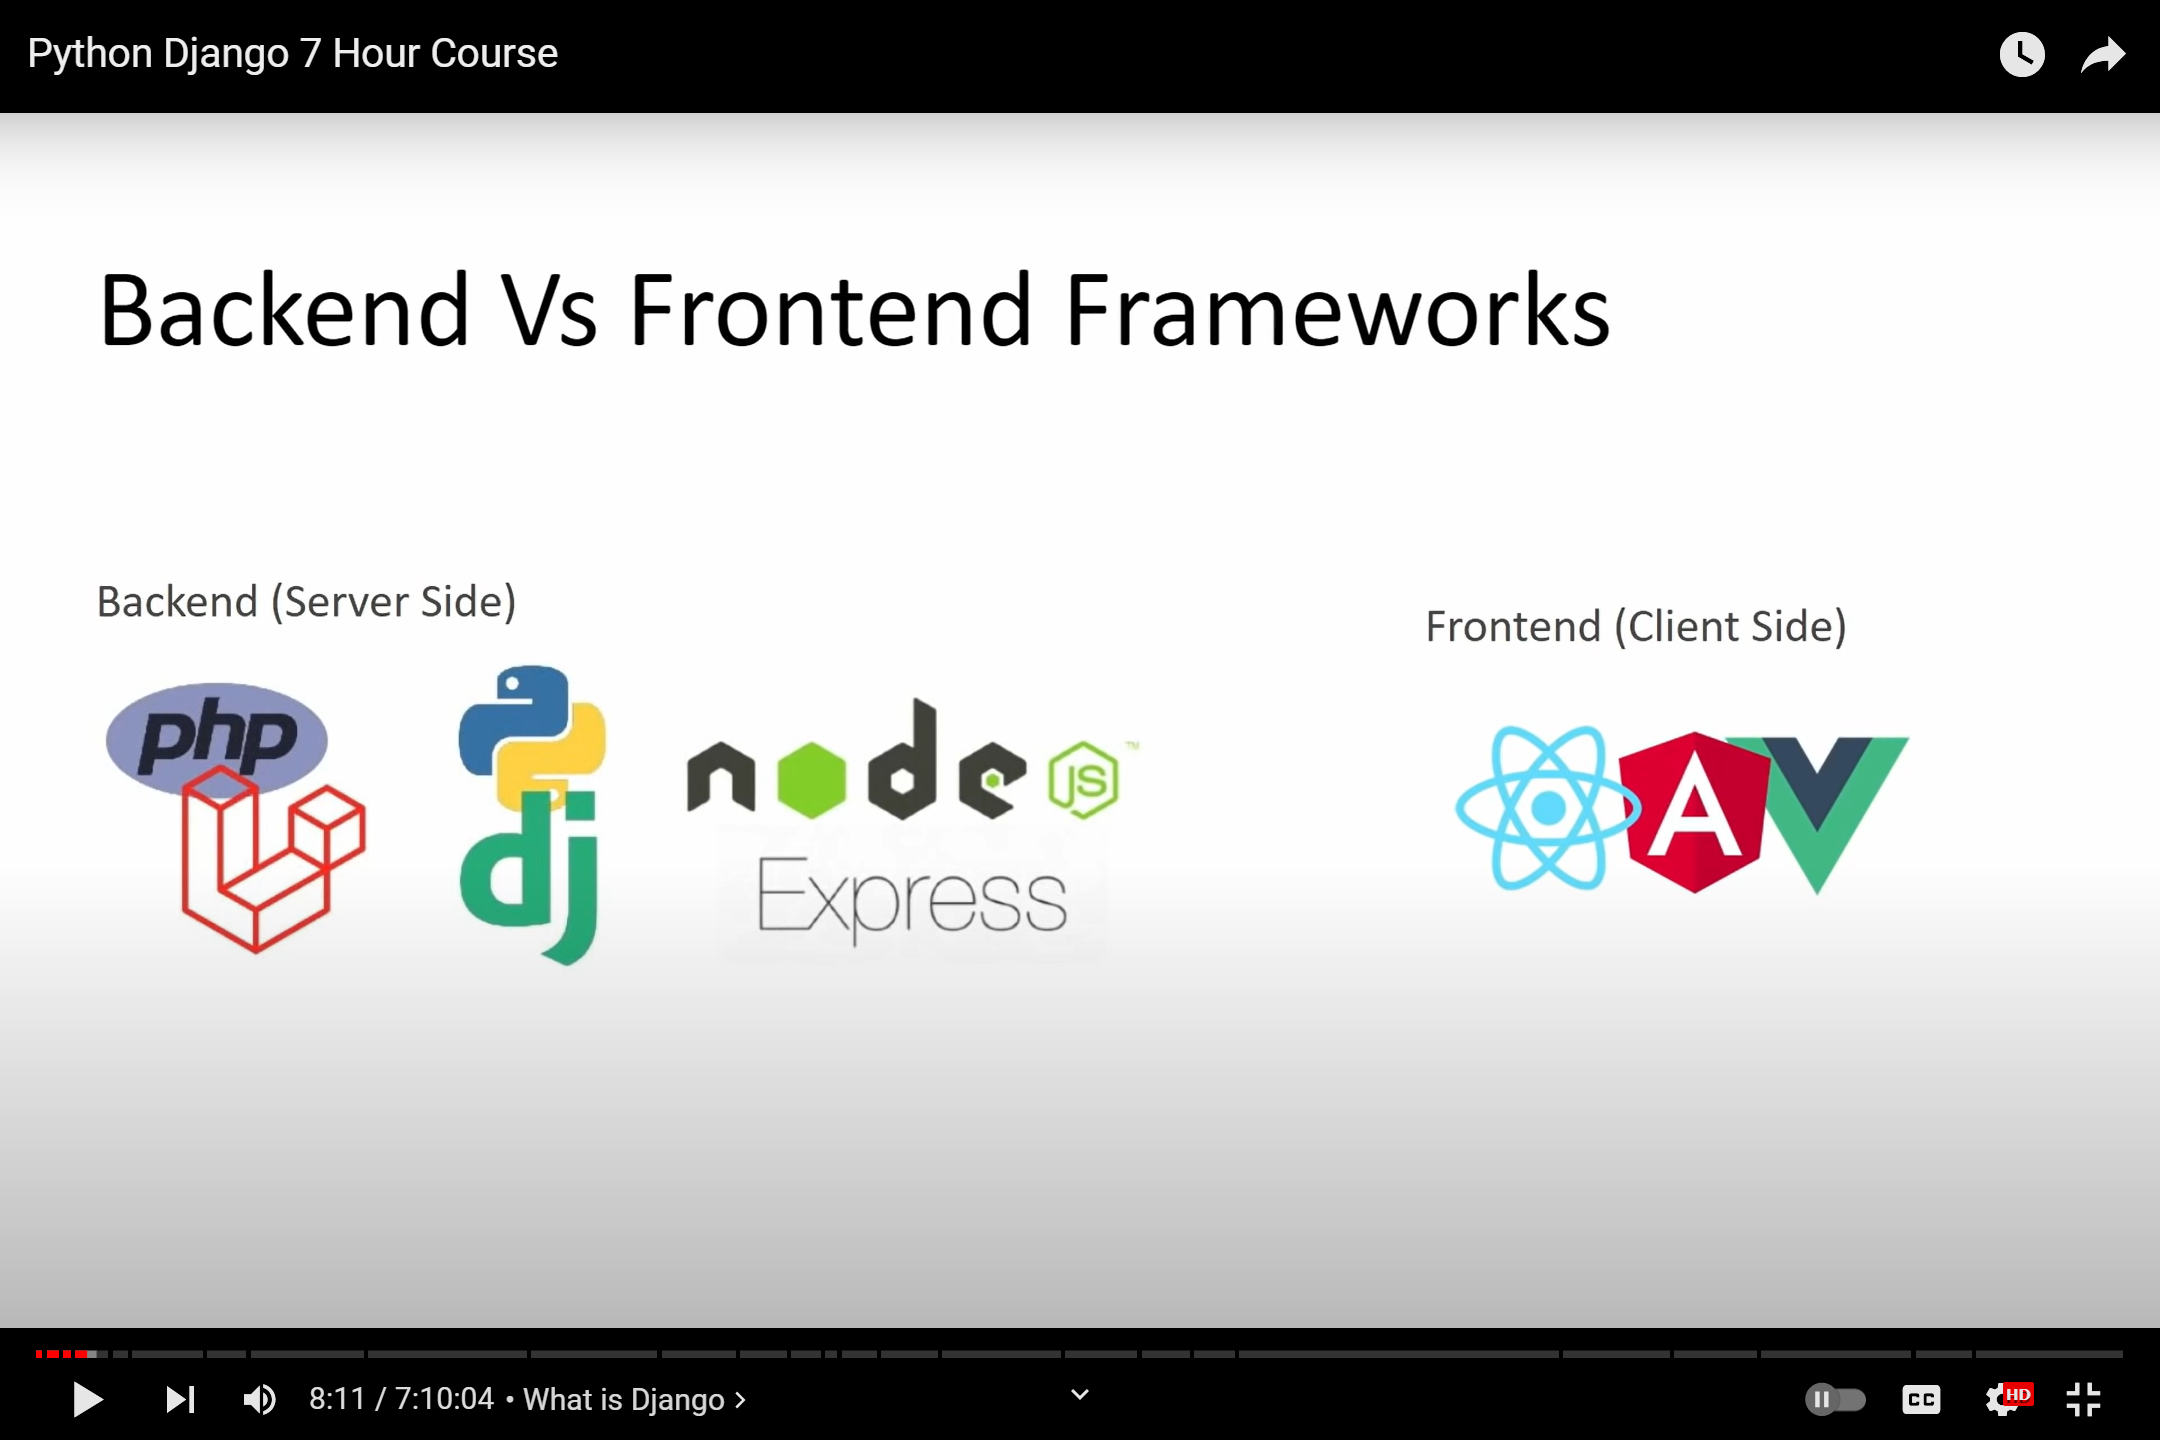 Python Django 7 Hour Course
Backend Vs Frontend Frameworks
Backend (Server Side)
Frontend (Client Side)
php
dj
node JS ™
Express
A
8:11 / 7:10:04 • What is Django >
CC
HD